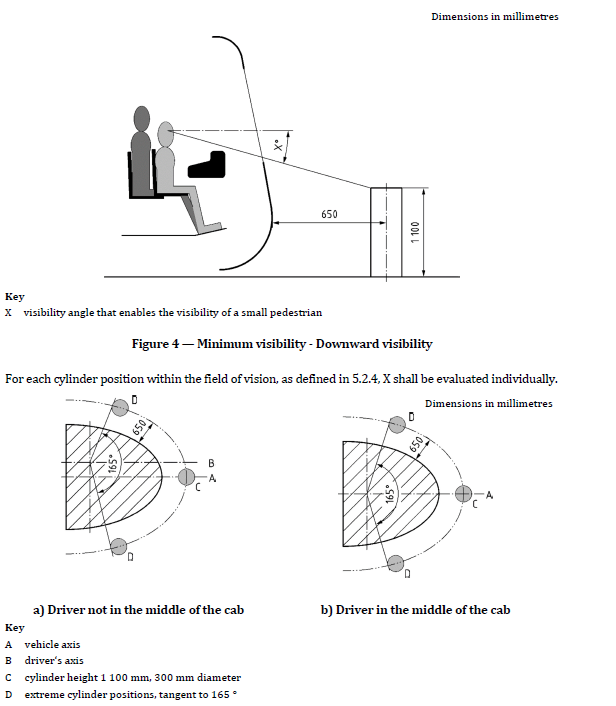 Dimensions in millimetres
X°
650
1 100
Key
X visibility angle that enables the visibility of a small pedestrian
Figure 4 — Minimum visibility - Downward visibility
For each cylinder position within the field of vision, as defined in 5.2.4, X shall be evaluated individually.
Dimensions in millimetres
D
650
165°
B
A
C
D
D
650
165°
A
C
D
a) Driver not in the middle of the cab
b) Driver in the middle of the cab
Key
A vehicle axis
B driver's axis
C cylinder height 1 100 mm, 300 mm diameter
D extreme cylinder positions, tangent to 165 °